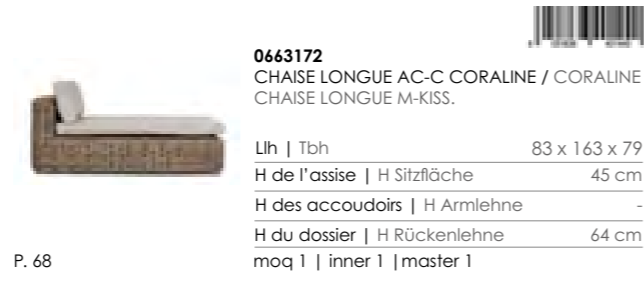 0663172
CHAISE LONGUE AC-C CORALINE / CORALINE
CHAISE LONGUE M-KISS.
Llh | Tbh 83 x 163 x 79
H de l'assise | H Sitzfläche 45 cm
H des accoudoirs | H Armlehne -
H du dossier | H Rückenlehne 64 cm
P. 68 moq 1 | inner 1 |master 1